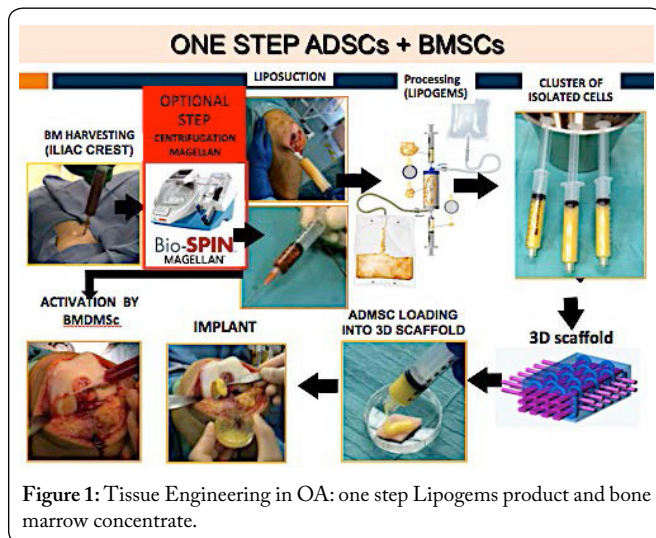 ONE STEP ADSCs + BMSCs
LIPOSUCTION
Processing
(LIPOGEMS)
CLUSTER OF
ISOLATED CELLS
OPTIONAL
STEP
CENTRIFUGATION
MAGELLAN
BM HARVESTING
(ILIAC CREST)
Bio-SPIN
MAGELLAN
ACTIVATION BY
BMDMSc
IMPLANT
ADMSC LOADING
INTO 3D SCAFFOLD
3D scaffold
Figure 1: Tissue Engineering in OA: one step Lipogems product and bone
marrow concentrate.